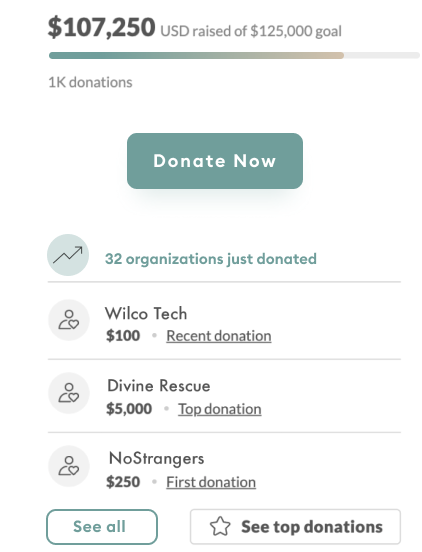 $107,250 USD raised of $125,000 goal
1K donations
Donate Now
32 organizations just donated
Wilco Tech
$100 • Recent donation
Divine Rescue
$5,000 • Top donation
NoStrangers
$250 • First donation
See all
See top donations